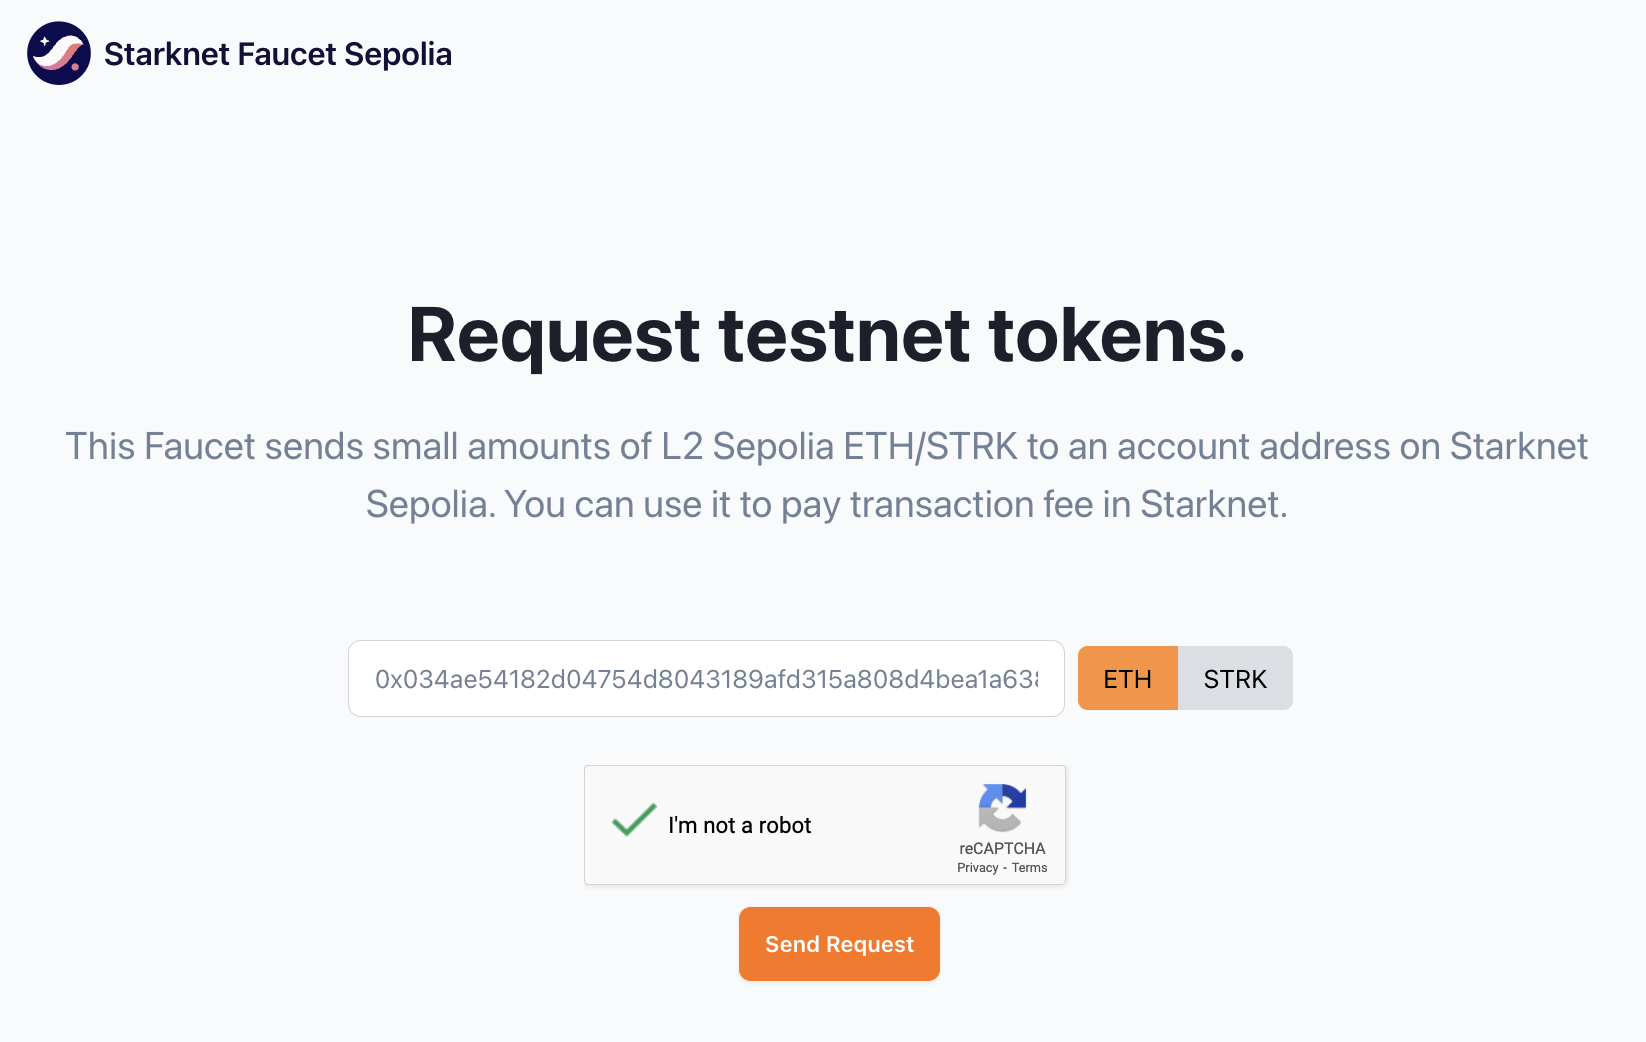 Starknet Faucet Sepolia
Request testnet tokens.
This Faucet sends small amounts of L2 Sepolia ETH/STRK to an account address on Starknet
Sepolia. You can use it to pay transaction fee in Starknet.
0x034ae54182d04754d8043189afd315a808d4bea1a638 ETH STRK
I'm not a robot
reCAPTCHA
Privacy - Terms
Send Request